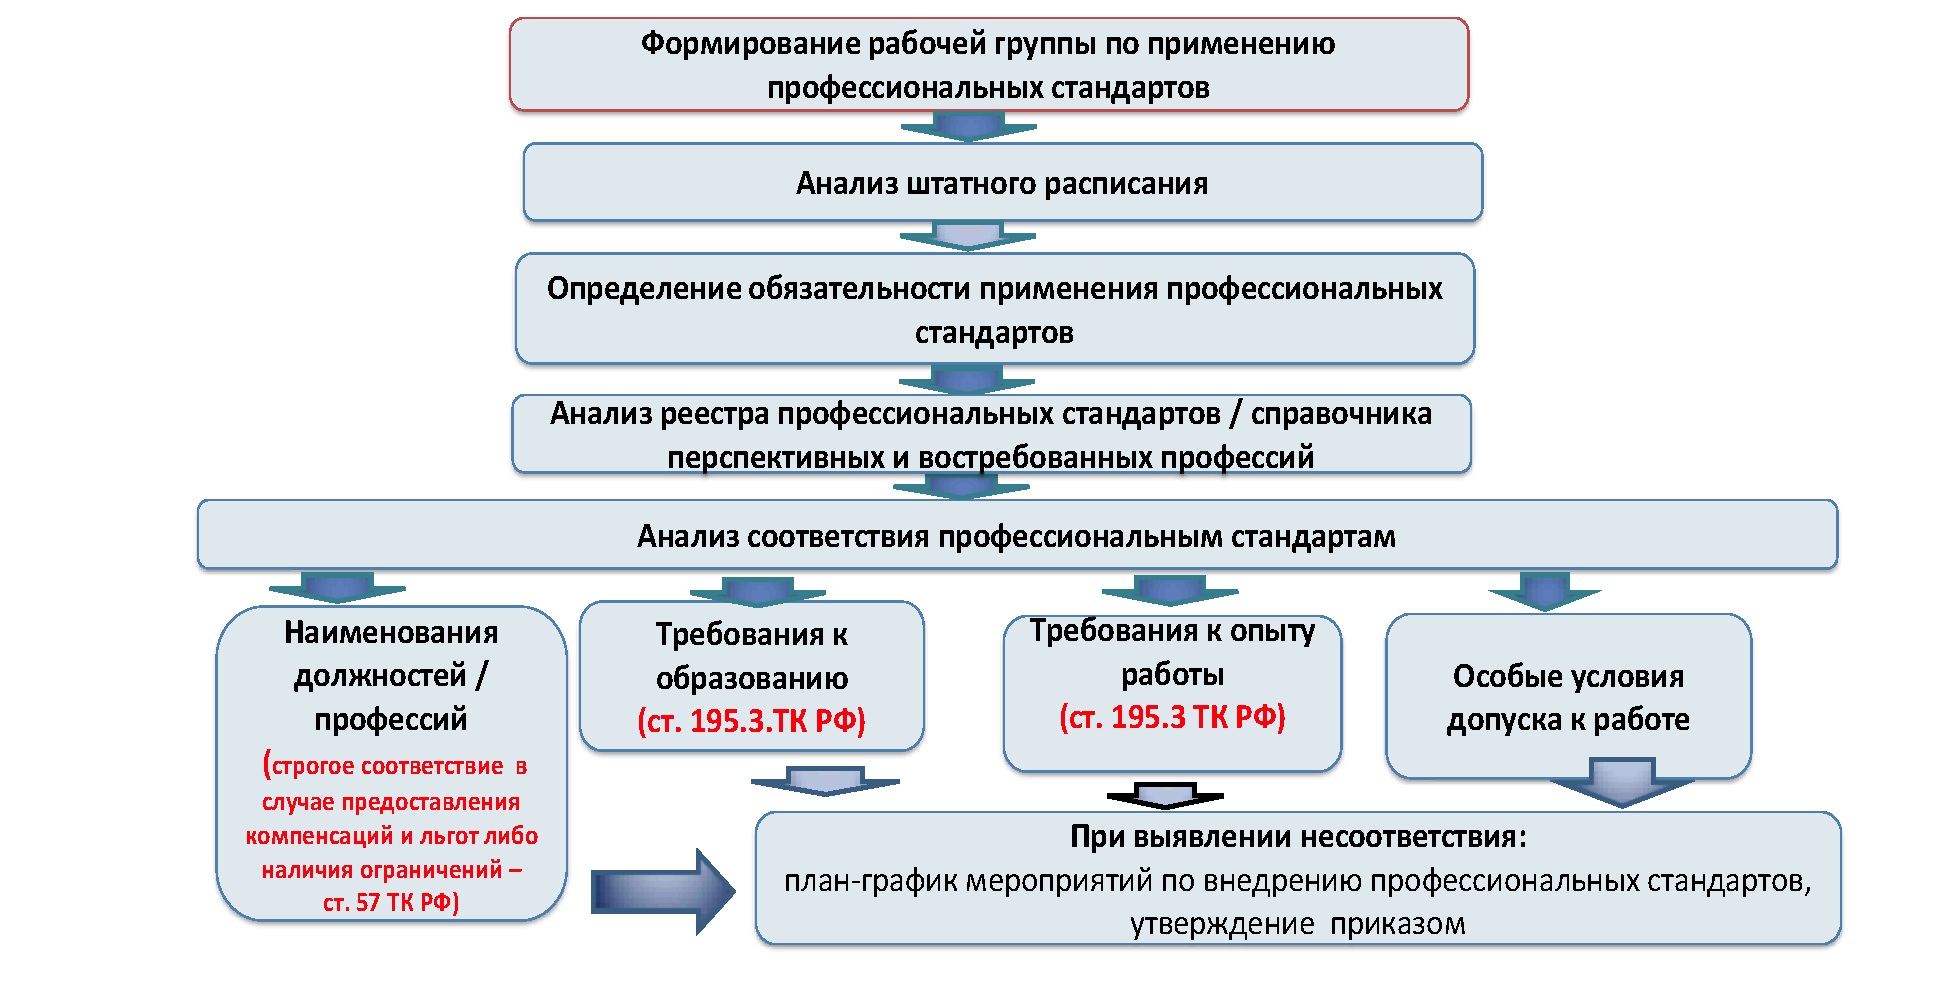 Формирование рабочей группы по применению
профессиональных стандартов
Анализ штатного расписания
Определение обязательности применения профессиональных
стандартов
Анализ реестра профессиональных стандартов / справочника
перспективных и востребованных профессий
Анализ соответствия профессиональным стандартам
Наименования
должностей /
профессий
(строгое соответствие в
случае предоставления
компенсаций и льгот либо
наличия ограничений –
ст. 57 ТК РФ)
Требования к
образованию
(ст. 195.3.ТК РФ)
Требования к опыту
работы
(ст. 195.3 ТК РФ)
Особые условия
допуска к работе
При выявлении несоответствия:
план-график мероприятий по внедрению профессиональных стандартов,
утверждение приказом